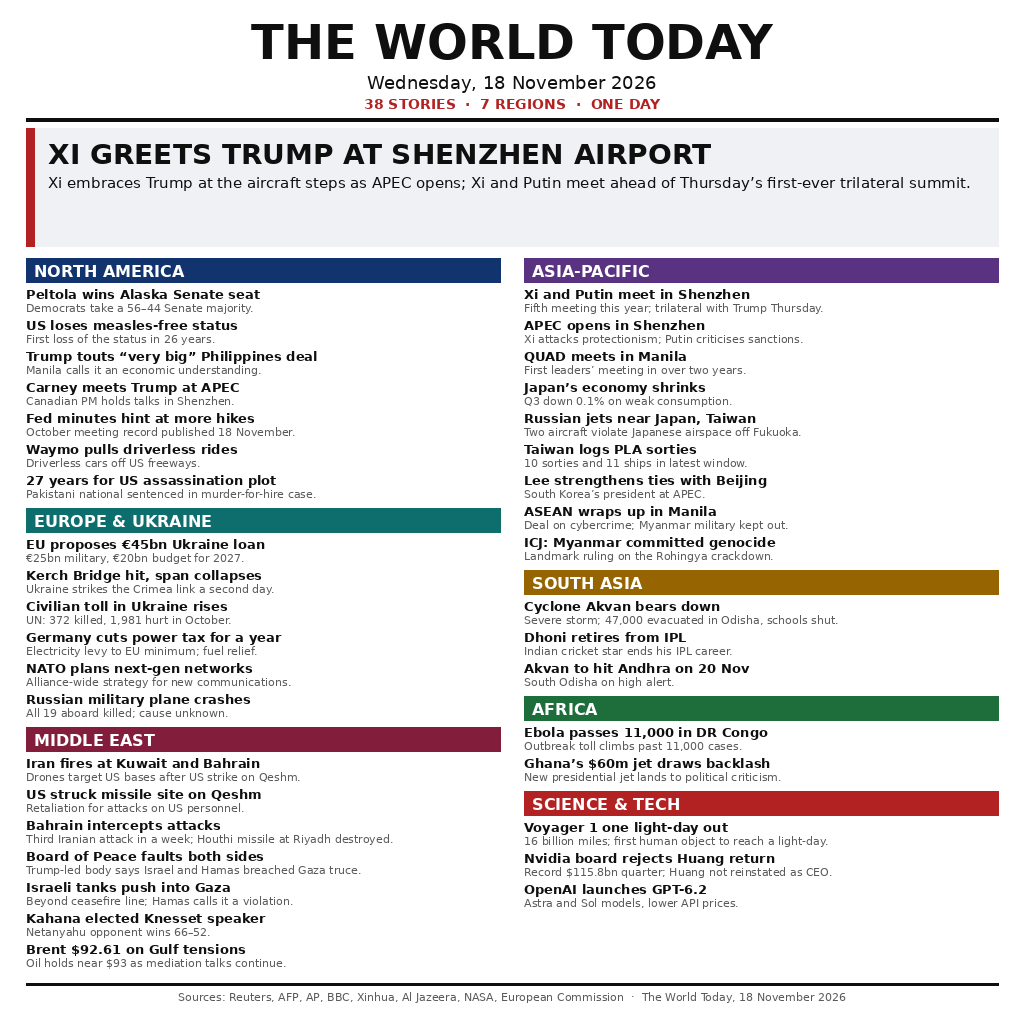 THE WORLD TODAY
Wednesday, 18 November 2026
38 STORIES · 7 REGIONS · ONE DAY
XI GREETS TRUMP AT SHENZHEN AIRPORT
Xi embraces Trump at the aircraft steps as APEC opens; Xi and Putin meet ahead of Thursday’s first-ever trilateral summit.
NORTH AMERICA
Peltola wins Alaska Senate seat
Democrats take a 56–44 Senate majority.
US loses measles-free status
First loss of the status in 26 years.
Trump touts “very big” Philippines deal
Manila calls it an economic understanding.
Carney meets Trump at APEC
Canadian PM holds talks in Shenzhen.
Fed minutes hint at more hikes
October meeting record published 18 November.
Waymo pulls driverless rides
Driverless cars off US freeways.
27 years for US assassination plot
Pakistani national sentenced in murder-for-hire case.
EUROPE & UKRAINE
EU proposes €45bn Ukraine loan
€25bn military, €20bn budget for 2027.
Kerch Bridge hit, span collapses
Ukraine strikes the Crimea link a second day.
Civilian toll in Ukraine rises
UN: 372 killed, 1,981 hurt in October.
Germany cuts power tax for a year
Electricity levy to EU minimum; fuel relief.
NATO plans next-gen networks
Alliance-wide strategy for new communications.
Russian military plane crashes
All 19 aboard killed; cause unknown.
MIDDLE EAST
Iran fires at Kuwait and Bahrain
Drones target US bases after US strike on Qeshm.
US struck missile site on Qeshm
Retaliation for attacks on US personnel.
Bahrain intercepts attacks
Third Iranian attack in a week; Houthi missile at Riyadh destroyed.
Board of Peace faults both sides
Trump-led body says Israel and Hamas breached Gaza truce.
Israeli tanks push into Gaza
Beyond ceasefire line; Hamas calls it a violation.
Kahana elected Knesset speaker
Netanyahu opponent wins 66–52.
Brent $92.61 on Gulf tensions
Oil holds near $93 as mediation talks continue.
ASIA-PACIFIC
Xi and Putin meet in Shenzhen
Fifth meeting this year; trilateral with Trump Thursday.
APEC opens in Shenzhen
Xi attacks protectionism; Putin criticises sanctions.
QUAD meets in Manila
First leaders’ meeting in over two years.
Japan’s economy shrinks
Q3 down 0.1% on weak consumption.
Russian jets near Japan, Taiwan
Two aircraft violate Japanese airspace off Fukuoka.
Taiwan logs PLA sorties
10 sorties and 11 ships in latest window.
Lee strengthens ties with Beijing
South Korea’s president at APEC.
ASEAN wraps up in Manila
Deal on cybercrime; Myanmar military kept out.
ICJ: Myanmar committed genocide
Landmark ruling on the Rohingya crackdown.
SOUTH ASIA
Cyclone Akvan bears down
Severe storm; 47,000 evacuated in Odisha, schools shut.
Dhoni retires from IPL
Indian cricket star ends his IPL career.
Akvan to hit Andhra on 20 Nov
South Odisha on high alert.
AFRICA
Ebola passes 11,000 in DR Congo
Outbreak toll climbs past 11,000 cases.
Ghana’s $60m jet draws backlash
New presidential jet lands to political criticism.
SCIENCE & TECH
Voyager 1 one light-day out
16 billion miles; first human object to reach a light-day.
Nvidia board rejects Huang return
Record $115.8bn quarter; Huang not reinstated as CEO.
OpenAI launches GPT-6.2
Astra and Sol models, lower API prices.
Sources: Reuters, AFP, AP, BBC, Xinhua, Al Jazeera, NASA, European Commission · The World Today, 18 November 2026